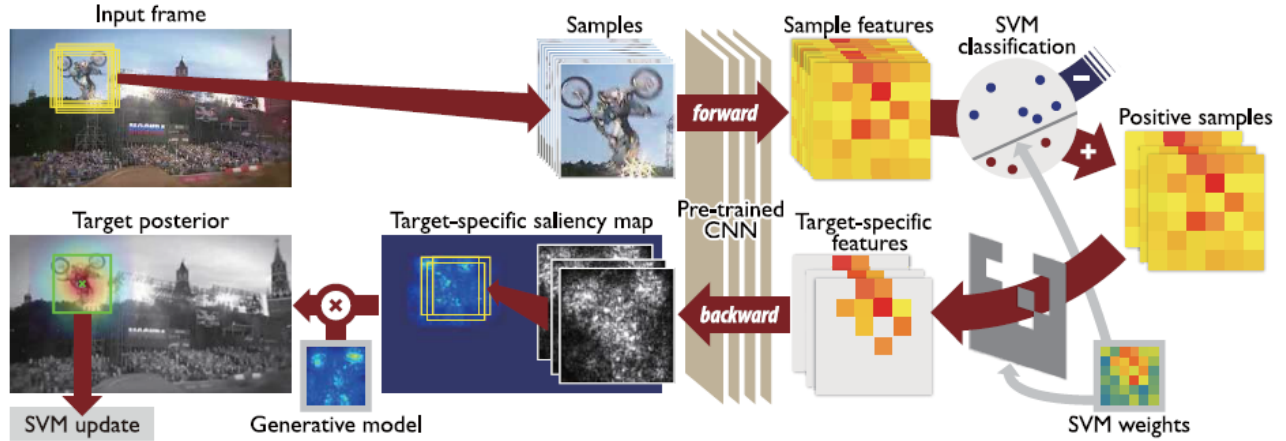 Input frame
Samples
Sample features
SVM
classification
forward
–
Positive samples
+
Target posterior
Target-specific saliency map
Pre-trained
CNN
Target-specific
features
×
backward
SVM update
Generative model
SVM weights